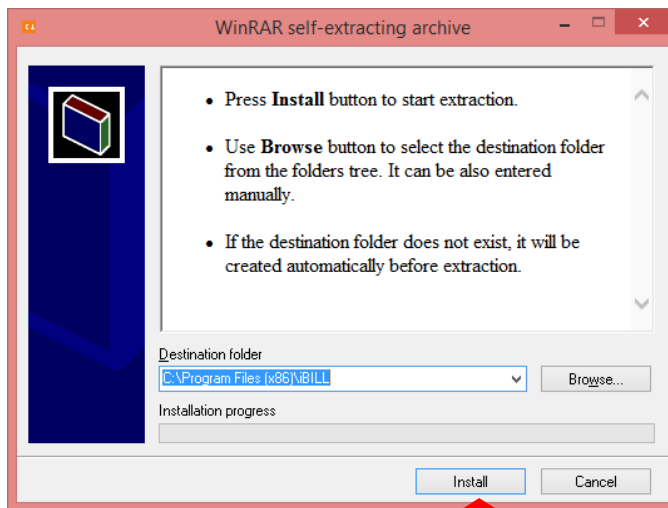 WinRAR self-extracting archive
• Press Install button to start extraction.
• Use Browse button to select the destination folder
from the folders tree. It can be also entered
manually.
• If the destination folder does not exist, it will be
created automatically before extraction.
Destination folder
C:\Program Files (x86)\iBILL
Browse...
Installation progress
Install
Cancel